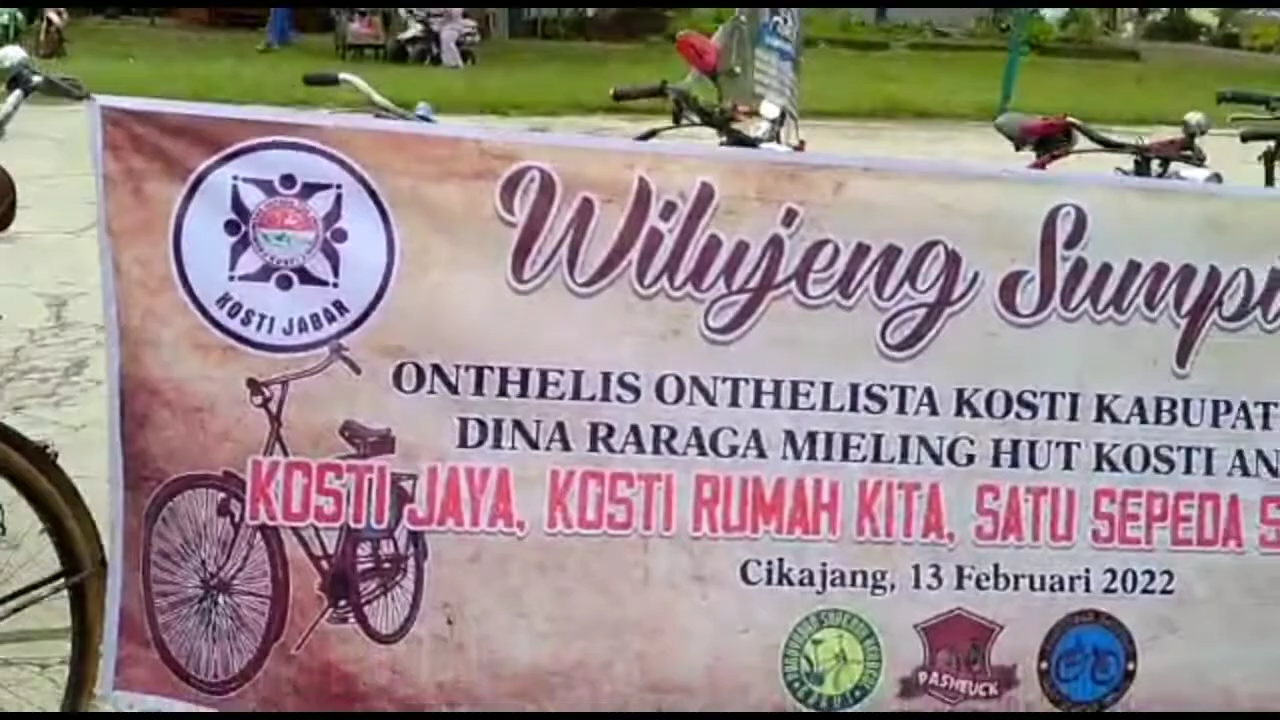 KOSTI JABAR
Wilujeng Sumpi
ONTHELIS ONTHELISTA KOSTI KABUPAT
DINA RARAGA MIELING HUT KOSTI AN
KOSTI JAYA, KOSTI RUMAH KITA, SATU SEPEDA S
Cikajang, 13 Februari 2022
PASHEUCK